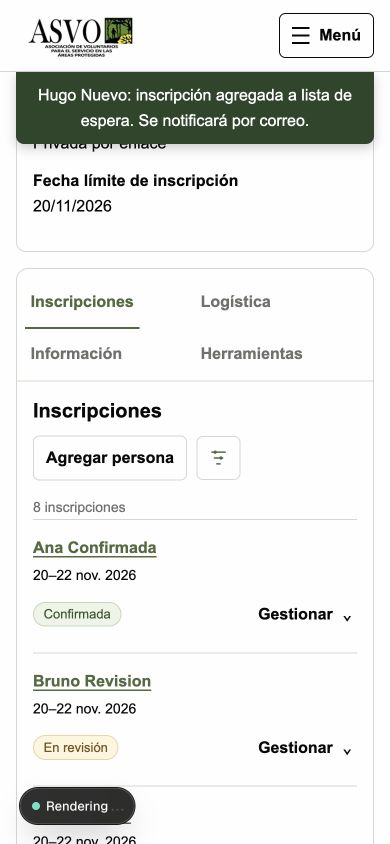 ASVO
ASOCIACIÓN DE VOLUNTARIOS
PARA EL SERVICIO EN LAS
ÁREAS PROTEGIDAS
Menú
Hugo Nuevo: inscripción agregada a lista de
espera. Se notificará por correo.
Privada por enlace
Fecha límite de inscripción
20/11/2026
Inscripciones
Logística
Información
Herramientas
Inscripciones
Agregar persona
8 inscripciones
Ana Confirmada
20–22 nov. 2026
Confirmada
Gestionar
Bruno Revision
20–22 nov. 2026
En revisión
Gestionar
Rendering ...
20–22 nov. 2026